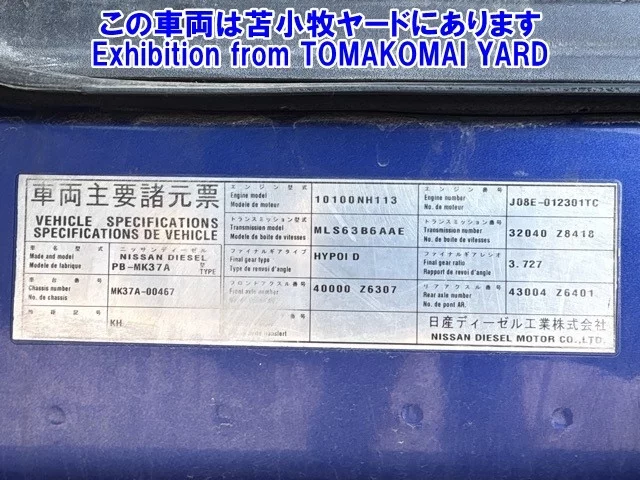 この車両は苫小牧ヤードにあります
Exhibition from TOMAKOMAI YARD
車両主要諸元票
VEHICLE SPECIFICATIONS
SPECIFICATIONS DE VEHICLE
車名 型式
Made and model
Modele de fabrique
ニッサンディーゼル
NISSAN DIESEL
PB-MK37A 型 TYPE
車台番号
Chassis number
No. de chassis
MK37A-00467
KH
エンジン型式
Engine model
Modele de moteur
10100NH113
トランスミッション型式
Transmission model
No de boite de vitesses
MLS63B6AAE
ファイナルギアタイプ
Final gear type
Type de renvoi d'angle
HYPOID
フロントアクスル番号
Front axle number
40000 Z6307
エンジン番号
Engine number
No de moteur
J08E-012301TC
トランスミッション番号
Transmission number
Modele de boite de vitesses
32040 Z8418
ファイナルギアレシオ
Final gear ratio
Rapport de renvoi d'angle
3.727
リアアクスル番号
Rear axle number
No. de pont AR.
43004 Z6401
日産ディーゼル工業株式会社
NISSAN DIESEL MOTOR CO.,LTD.